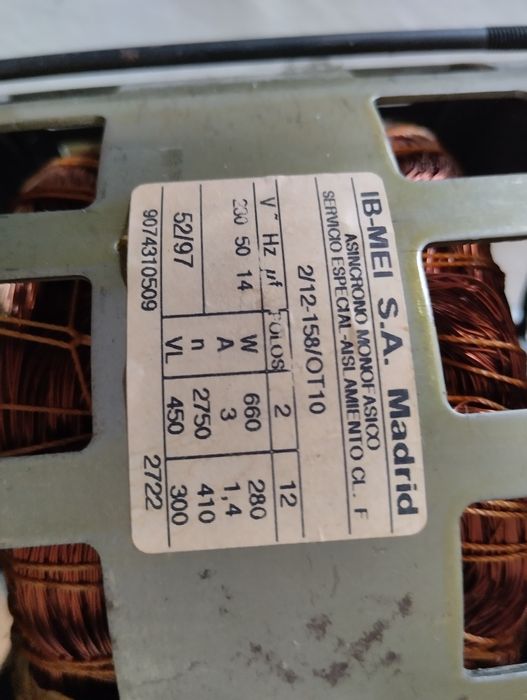 IB-MEI S.A. Madrid
ASINCRONO MONOFASICO
SERVICIO ESPECIAL-AISLAMIENTO CL. F
2/12-158/OT10
V~ Hz µf POLOS 2 12
230 50 14 W 660 280
A 3 1,4
52/97 n 2750 410
VL 450 300
9074310509 2722